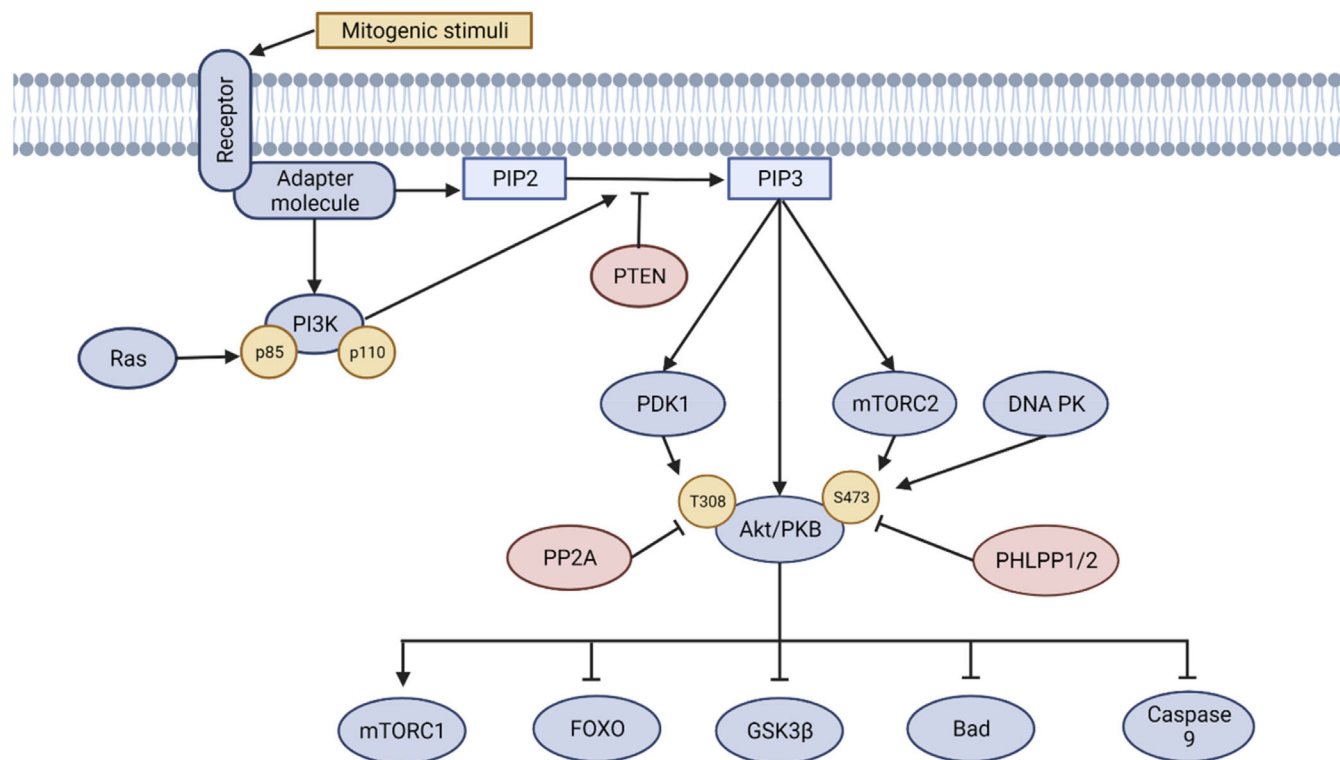 Mitogenic stimuli
Receptor
Adapter
molecule
PIP2
PIP3
PTEN
PI3K
p85
p110
Ras
PDK1
mTORC2
DNA PK
T308
S473
Akt/PKB
PP2A
PHLPP1/2
mTORC1
FOXO
GSK3β
Bad
Caspase
9